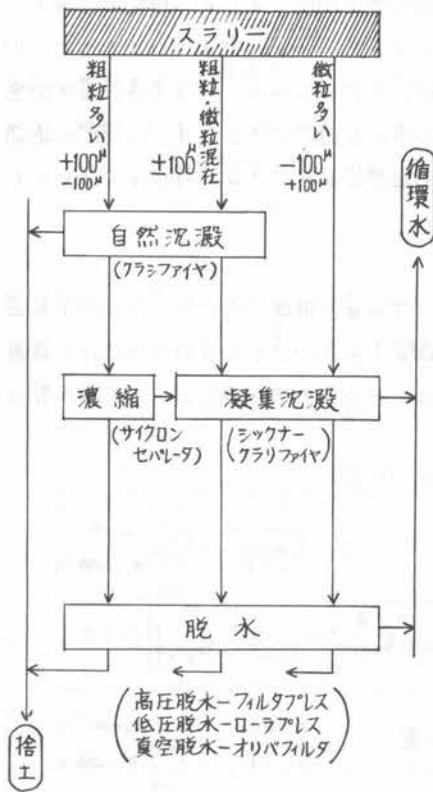 スラリー
粗粒多い
+100μ
-100μ
粗粒・微粒混在
±100μ
微粒多い
-100μ
+100μ
循環水
自然沈澱
(クラシファイヤ)
濃縮
凝集沈澱
(サイクロン
セパレータ)
(シックナー
クラリファイヤ)
脱水
(高圧脱水ーフィルタプレス
低圧脱水ーローラプレス
真空脱水ーオリバフィルタ)
捨土